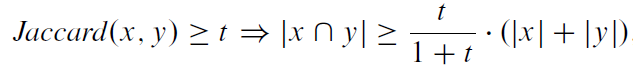 Jaccard(x, y) ≥ t ⇒ |x ∩ y| ≥ t / (1 + t) · (|x| + |y|).